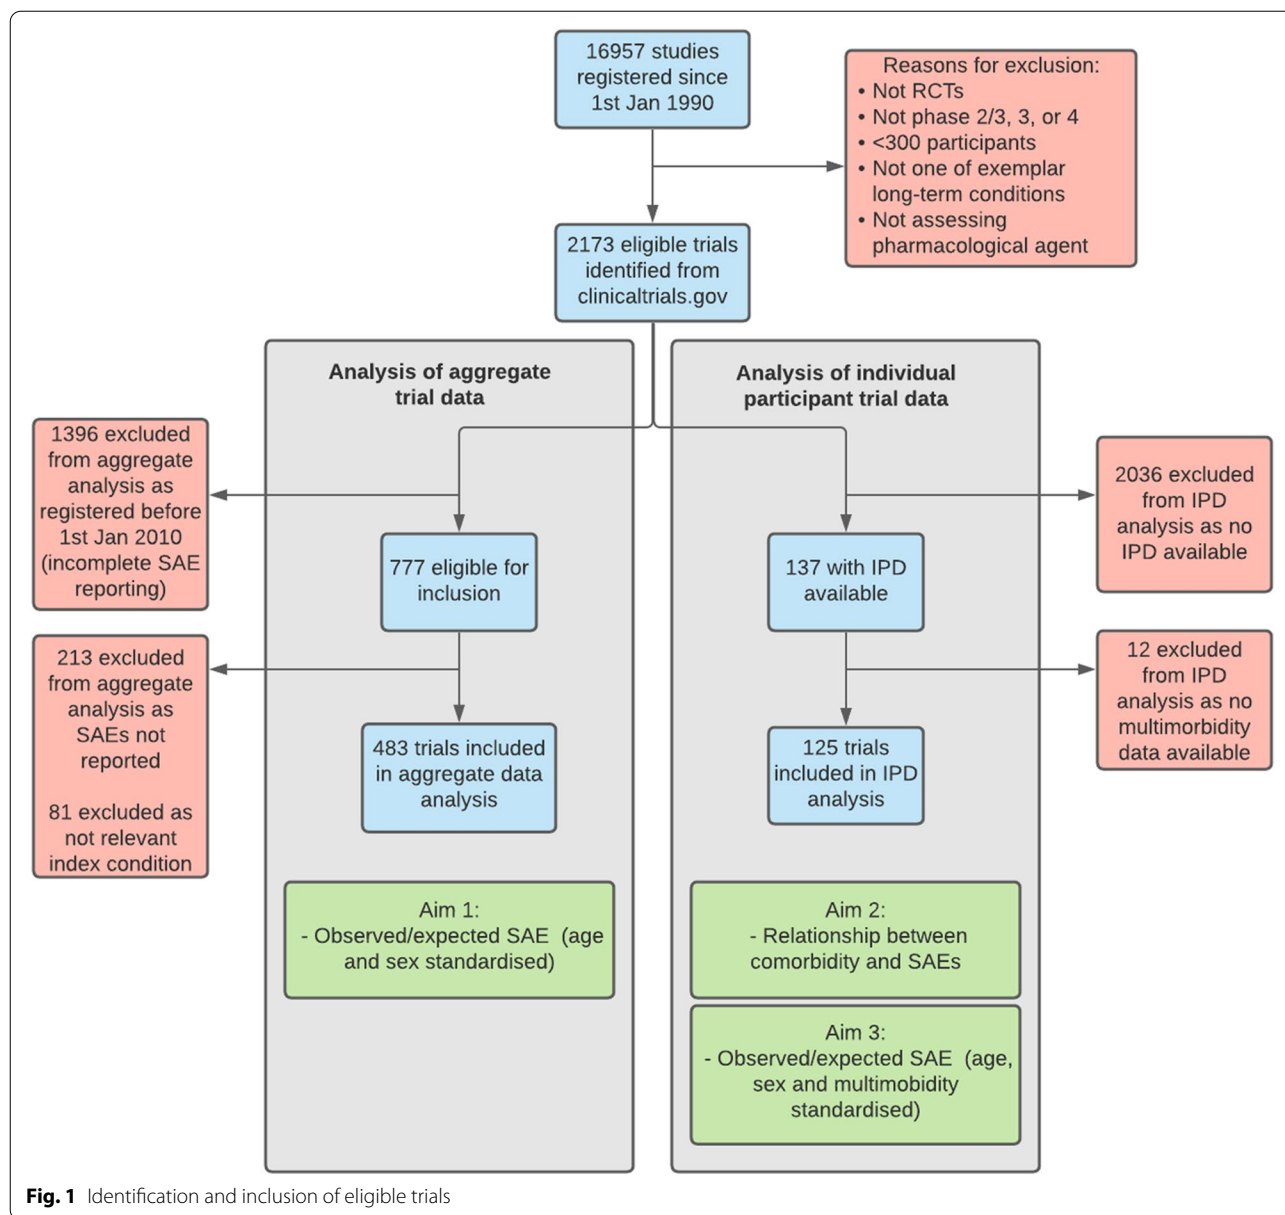 16957 studies
registered since
1st Jan 1990
Reasons for exclusion:
• Not RCTs
• Not phase 2/3, 3, or 4
• <300 participants
• Not one of exemplar
long-term conditions
• Not assessing
pharmacological agent
2173 eligible trials
identified from
clinicaltrials.gov
Analysis of aggregate
trial data
1396 excluded
from aggregate
analysis as
registered before
1st Jan 2010
(incomplete SAE
reporting)
777 eligible for
inclusion
213 excluded
from aggregate
analysis as
SAEs not
reported
81 excluded as
not relevant
index condition
483 trials included
in aggregate data
analysis
Aim 1:
- Observed/expected SAE (age
and sex standardised)
Analysis of individual
participant trial data
2036 excluded
from IPD
analysis as no
IPD available
137 with IPD
available
12 excluded
from IPD
analysis as no
multimorbidity
data available
125 trials
included in IPD
analysis
Aim 2:
- Relationship between
comorbidity and SAEs
Aim 3:
- Observed/expected SAE (age,
sex and multimobidity
standardised)
Fig. 1 Identification and inclusion of eligible trials